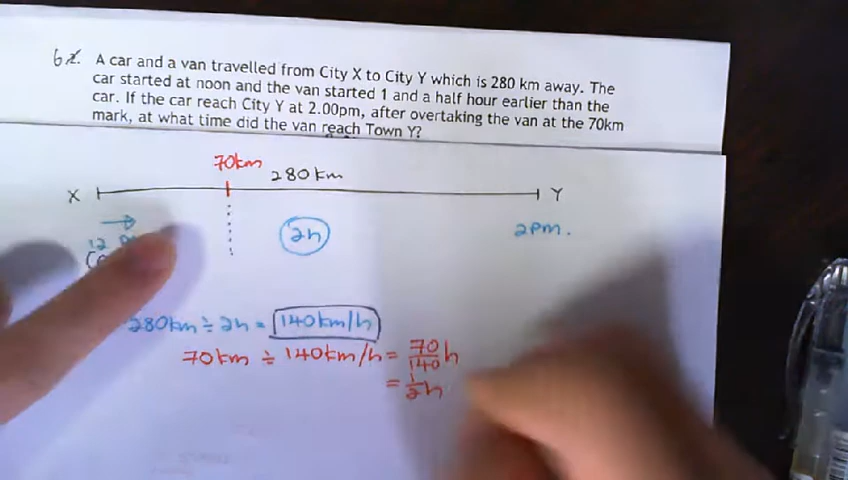 6z. A car and a van travelled from City X to City Y which is 280 km away. The
car started at noon and the van started 1 and a half hour earlier than the
car. If the car reach City Y at 2.00pm, after overtaking the van at the 70km
mark, at what time did the van reach Town Y?
70km
280km
X Y
2h 2pm.
12
280km ÷ 2h = 140km/h
70km ÷ 140km/h = 70/140 h
= 1/2 h